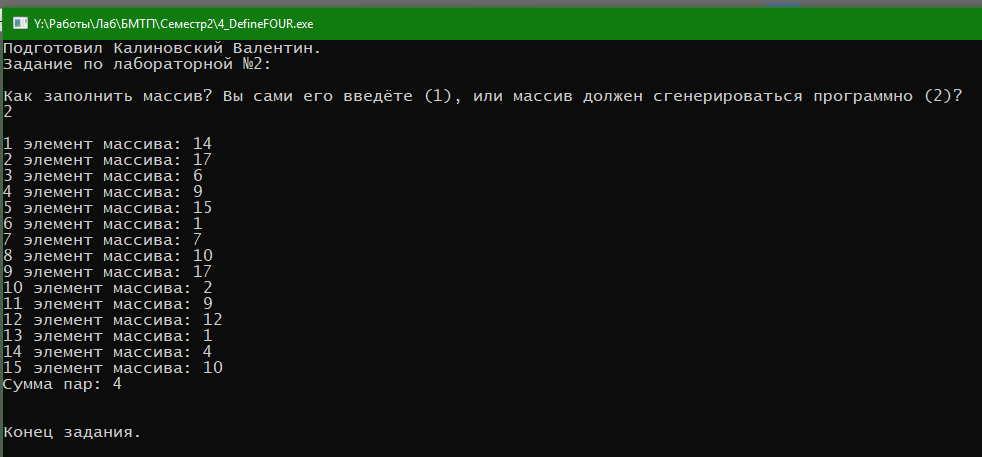 Y:\Работы\Лаб\БМТП\Семестр2\4_DefineFOUR.exe
Подготовил Калиновский Валентин.
Задание по лабораторной №2:
Как заполнить массив? Вы сами его введёте (1), или массив должен сгенерироваться программно (2)?
2
1 элемент массива: 14
2 элемент массива: 17
3 элемент массива: 6
4 элемент массива: 9
5 элемент массива: 15
6 элемент массива: 1
7 элемент массива: 7
8 элемент массива: 10
9 элемент массива: 17
10 элемент массива: 2
11 элемент массива: 9
12 элемент массива: 12
13 элемент массива: 1
14 элемент массива: 4
15 элемент массива: 10
Сумма пар: 4
Конец задания.